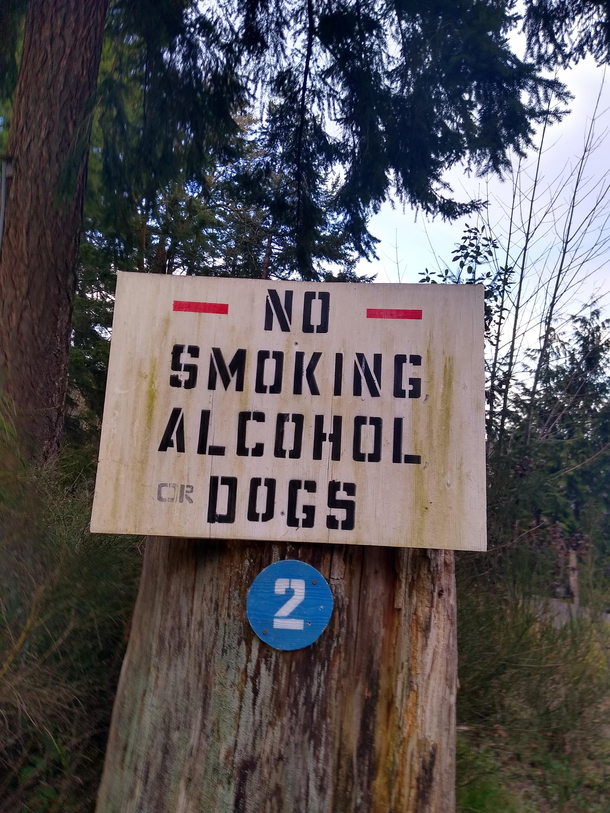 NO
SMOKING
ALCOHOL
OR DOGS
2